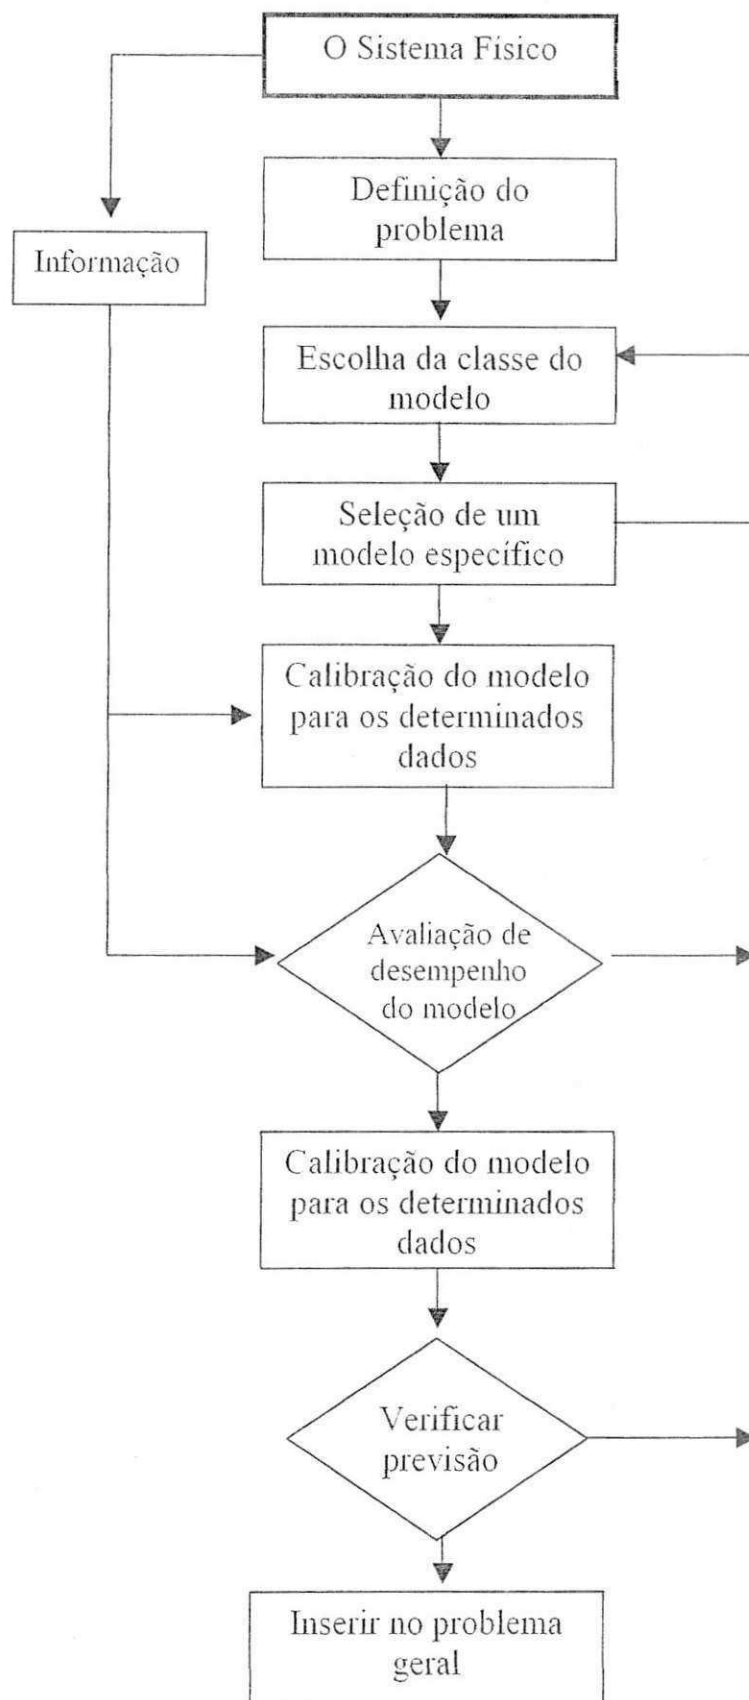 O Sistema Físico
Definição do
problema
Informação
Escolha da classe do
modelo
Seleção de um
modelo específico
Calibração do modelo
para os determinados
dados
Avaliação de
desempenho
do modelo
Calibração do modelo
para os determinados
dados
Verificar
previsão
Inserir no problema
geral